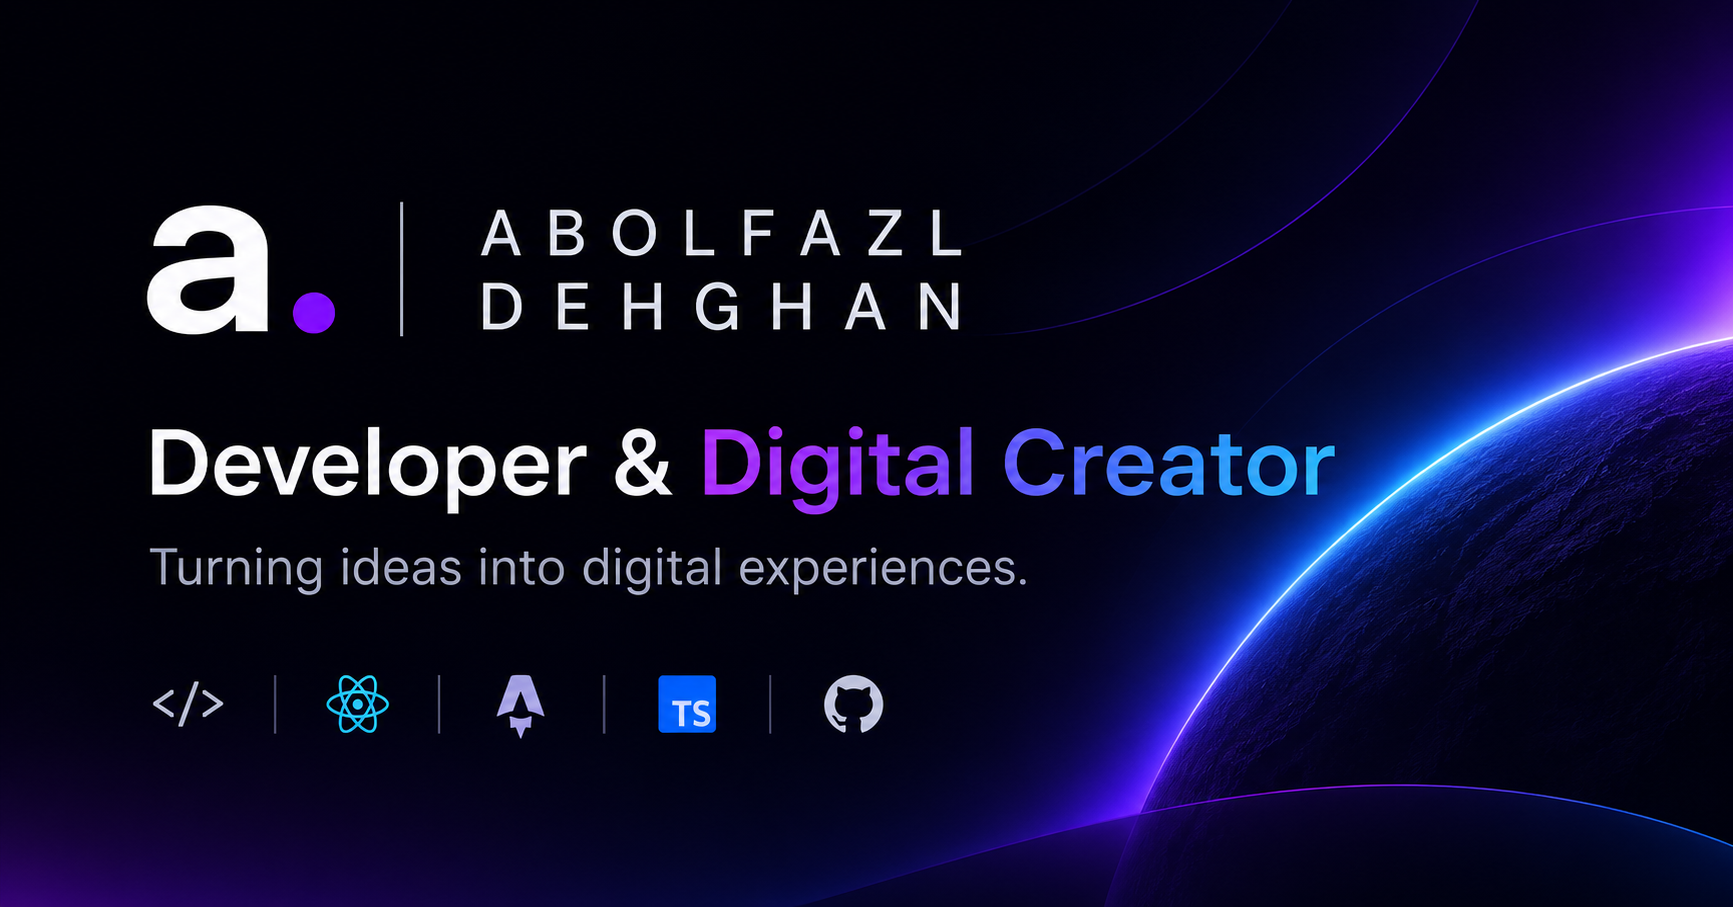 a.
ABOLFAZL
DEHGHAN
Developer & Digital Creator
Turning ideas into digital experiences.
</> TS